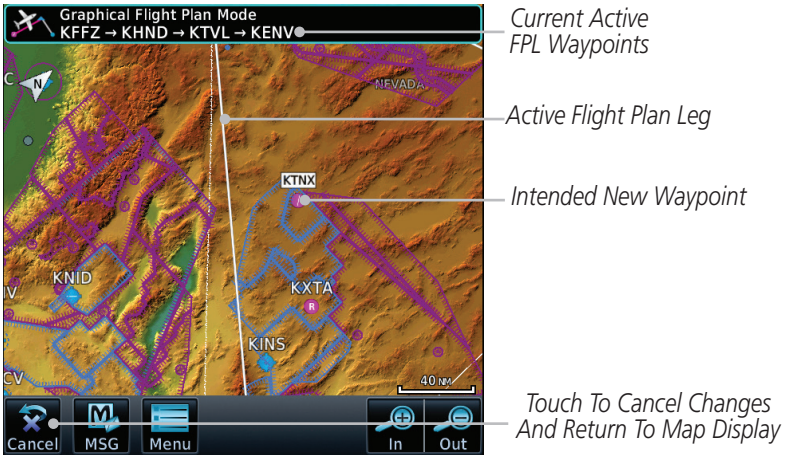 Graphical Flight Plan Mode
KFFZ → KHND → KTVL → KENV
Current Active
FPL Waypoints
C
N
NEVADA
Active Flight Plan Leg
KTNX
Intended New Waypoint
KNID
IV
KXTA
R
KINS
CV
40 NM
Cancel
MSG
Menu
In
Out
Touch To Cancel Changes
And Return To Map Display